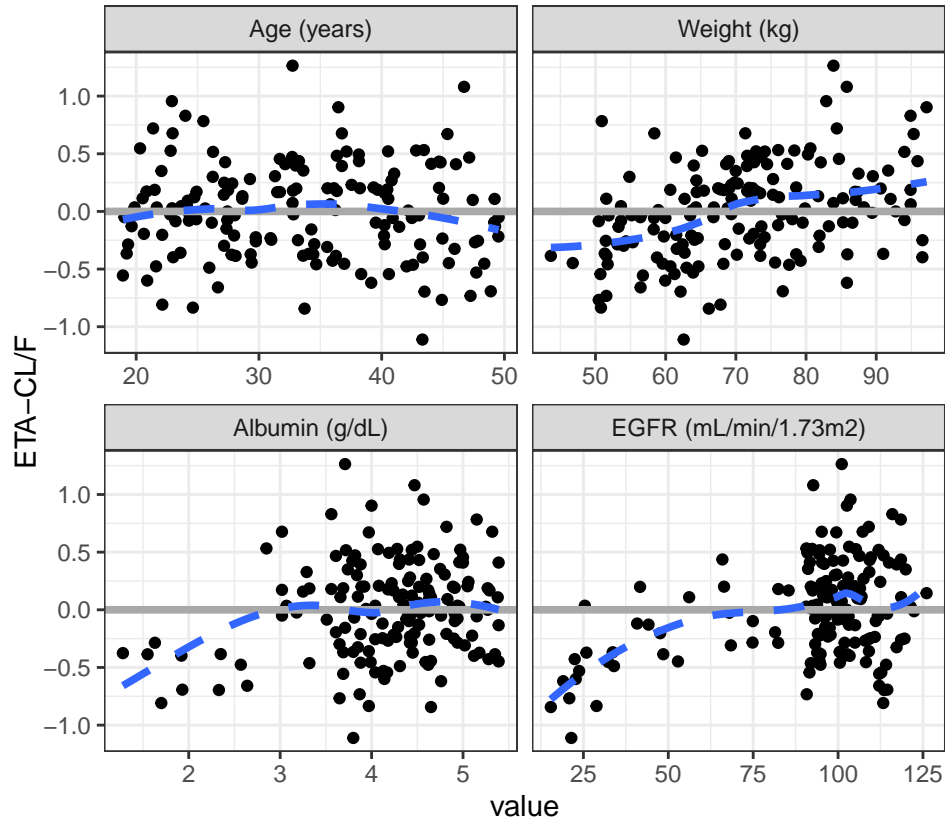 Age (years)
Weight (kg)
1.0
0.5
0.0
−0.5
−1.0
20 30 40 50
50 60 70 80 90
ETA−CL/F
Albumin (g/dL)
EGFR (mL/min/1.73m2)
1.0
0.5
0.0
−0.5
−1.0
2 3 4 5
25 50 75 100 125
value